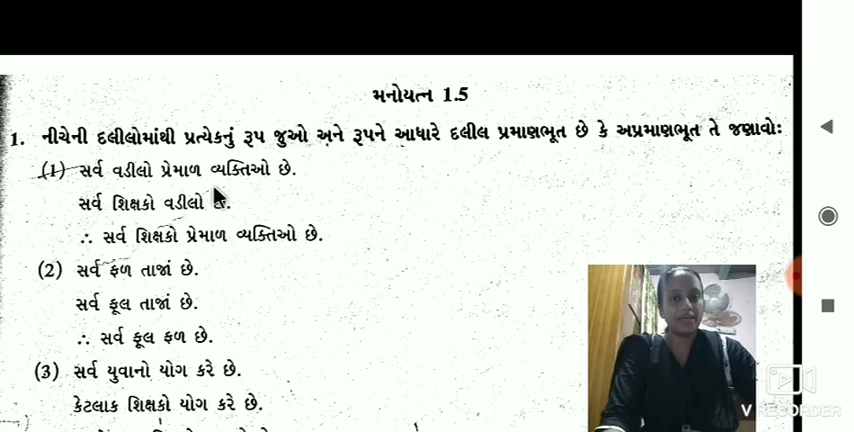 મનોયત્ન 1.5
1. નીચેની દલીલોમાંથી પ્રત્યેકનું રૂપ જુઓ અને રૂપને આધારે દલીલ પ્રમાણભૂત છે કે અપ્રમાણભૂત તે જણાવોઃ
(1) સર્વ વડીલો પ્રેમાળ વ્યક્તિઓ છે.
સર્વ શિક્ષકો વડીલો છે.
∴ સર્વ શિક્ષકો પ્રેમાળ વ્યક્તિઓ છે.
(2) સર્વ ફળ તાજાં છે.
સર્વ ફૂલ તાજાં છે.
∴ સર્વ ફૂલ ફળ છે.
(3) સર્વ યુવાનો યોગ કરે છે.
કેટલાક શિક્ષકો યોગ કરે છે.
V RECORDER